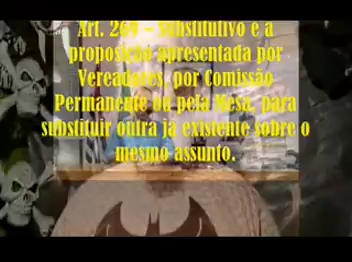 Art. 269 – Substitutivo é a
proposição apresentada por
Vereadores, por Comissão
Permanente ou pela Mesa, para
substituir outra já existente sobre o
mesmo assunto.